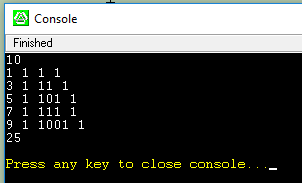 Console
Finished
10
1 1 1 1
3 1 11 1
5 1 101 1
7 1 111 1
9 1 1001 1
25
Press any key to close console..._